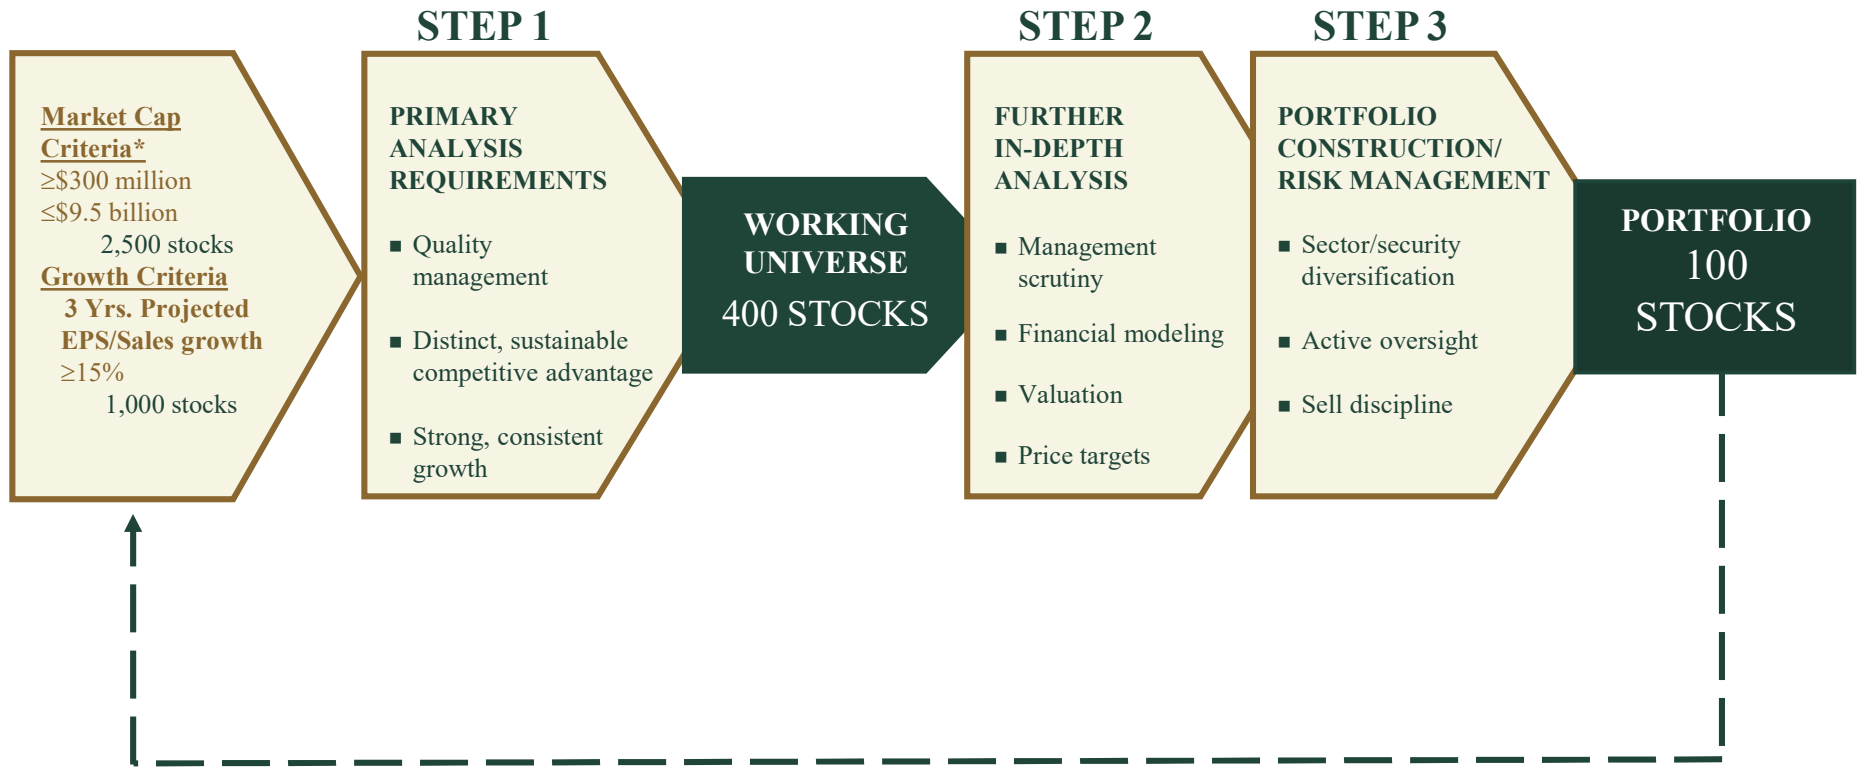 STEP 1
STEP 2
STEP 3
Market Cap
Criteria*
≥$300 million
≤$9.5 billion
2,500 stocks
Growth Criteria
3 Yrs. Projected
EPS/Sales growth
≥15%
1,000 stocks
PRIMARY
ANALYSIS
REQUIREMENTS
■ Quality
management
■ Distinct, sustainable
competitive advantage
■ Strong, consistent
growth
WORKING
UNIVERSE
400 STOCKS
FURTHER
IN-DEPTH
ANALYSIS
■ Management
scrutiny
■ Financial modeling
■ Valuation
■ Price targets
PORTFOLIO
CONSTRUCTION/
RISK MANAGEMENT
■ Sector/security
diversification
■ Active oversight
■ Sell discipline
PORTFOLIO
100
STOCKS